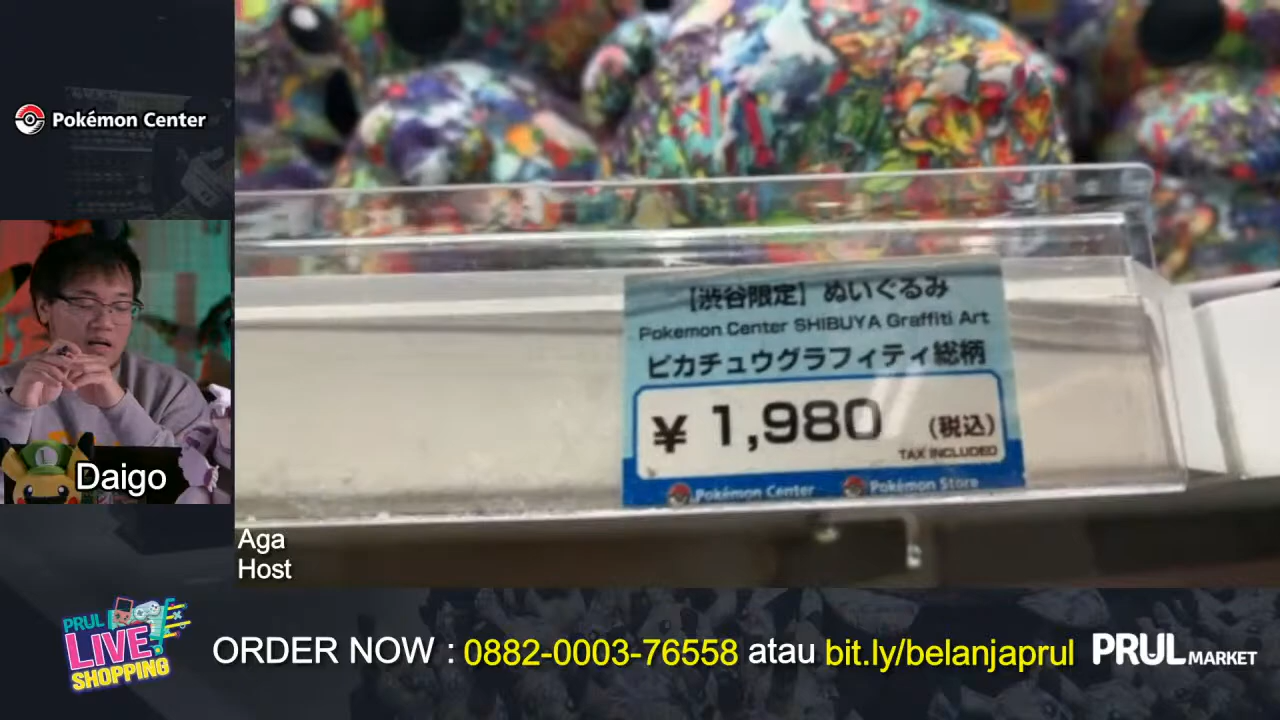 Pokémon Center
Daigo
【渋谷限定】ぬいぐるみ
Pokemon Center SHIBUYA Graffiti Art
ピカチュウグラフィティ総柄
¥ 1,980 (税込)
TAX INCLUDED
Pokémon Center Pokémon Store
Aga
Host
PRUL
LIVE!
SHOPPING
ORDER NOW : 0882-0003-76558 atau bit.ly/belanjaprul
PRUL MARKET